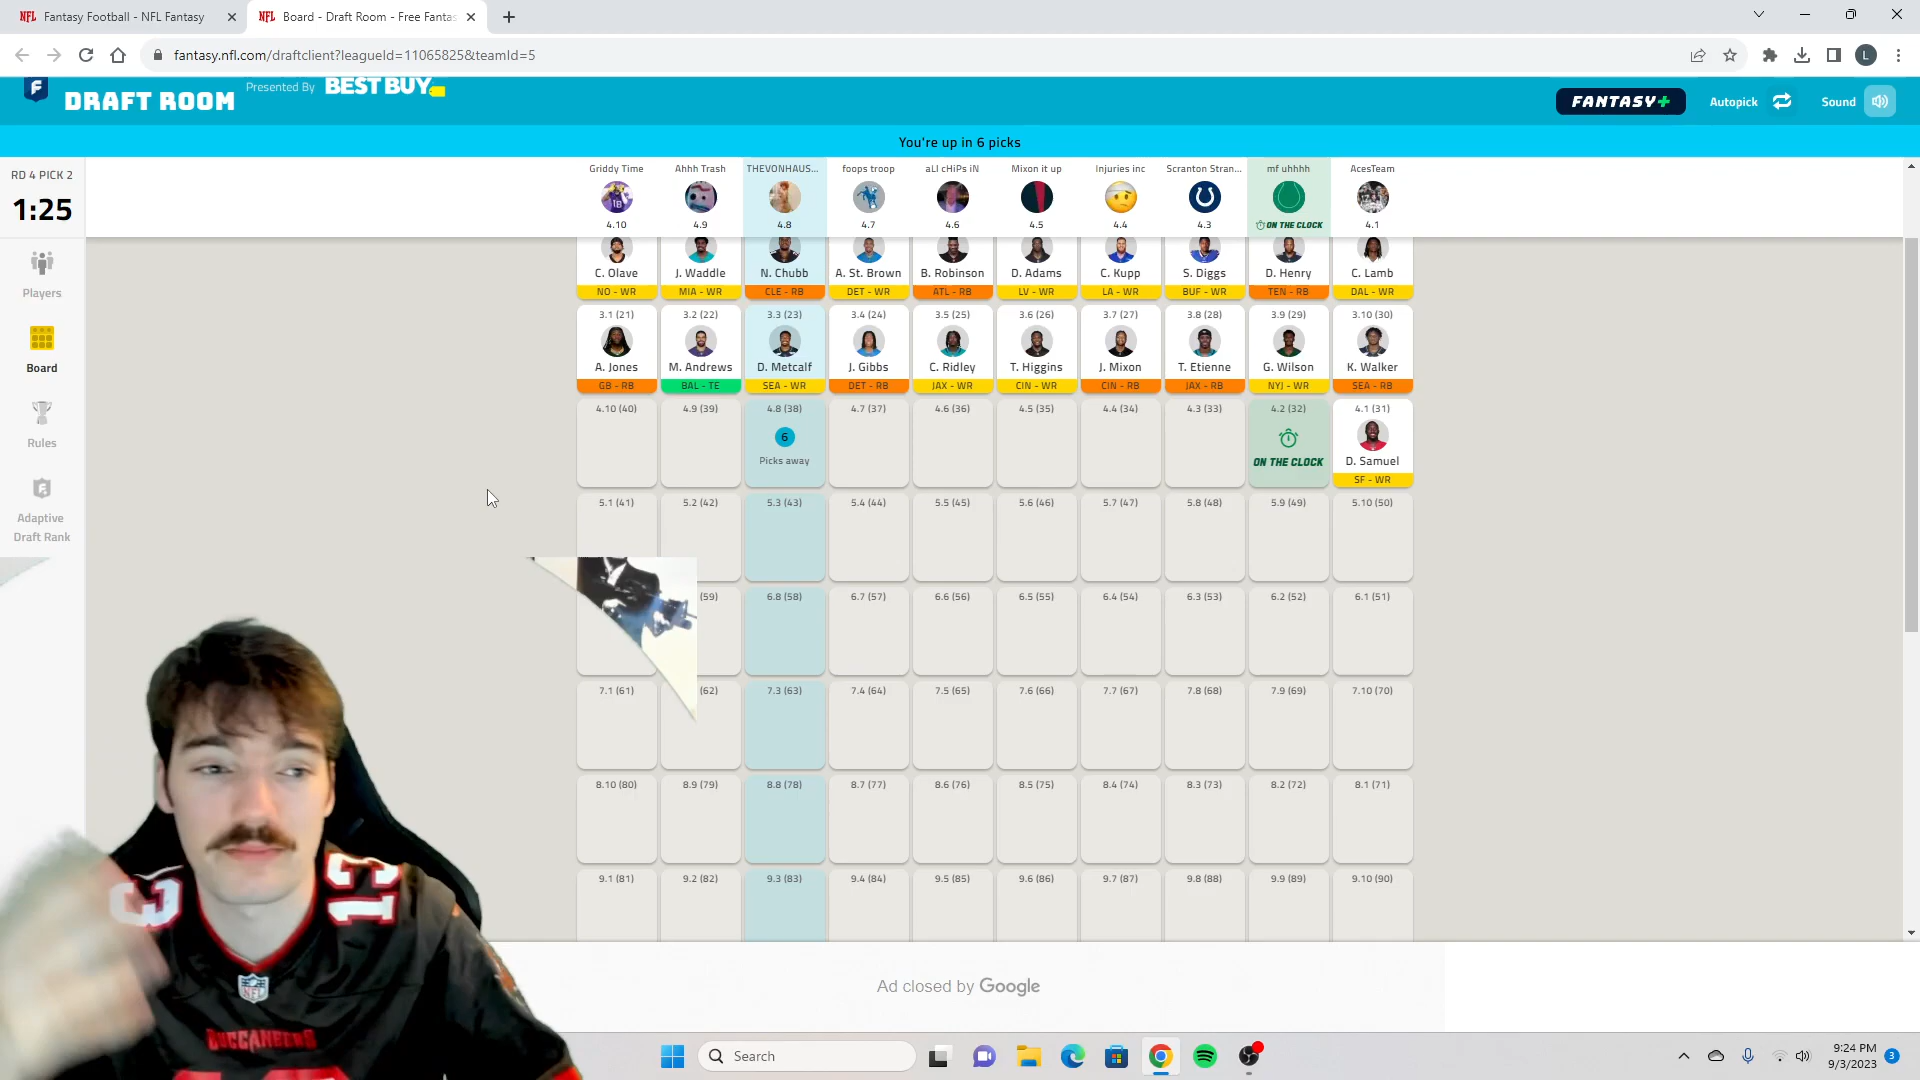 Fantasy Football - NFL Fantasy
Board - Draft Room - Free Fantas
fantasy.nfl.com/draftclient?leagueId=11065825&teamId=5
L
DRAFT ROOM
Presented By BEST BUY
FANTASY+
Autopick
Sound
You're up in 6 picks
RD 4 PICK 2
1:25
Players
Board
Rules
Adaptive
Draft Rank
Griddy Time Ahhh Trash THEVONHAUS... foops troop aLl cHiPs iN Mixon it up Injuries inc Scranton Stran... mf uhhhh AcesTeam
4.10 4.9 4.8 4.7 4.6 4.5 4.4 4.3 ON THE CLOCK 4.1
C. Olave J. Waddle N. Chubb A. St. Brown B. Robinson D. Adams C. Kupp S. Diggs D. Henry C. Lamb
NO - WR MIA - WR CLE - RB DET - WR ATL - RB LV - WR LA - WR BUF - WR TEN - RB DAL - WR
3.1 (21) 3.2 (22) 3.3 (23) 3.4 (24) 3.5 (25) 3.6 (26) 3.7 (27) 3.8 (28) 3.9 (29) 3.10 (30)
A. Jones M. Andrews D. Metcalf J. Gibbs C. Ridley T. Higgins J. Mixon T. Etienne G. Wilson K. Walker
GB - RB BAL - TE SEA - WR DET - RB JAX - WR CIN - WR CIN - RB JAX - RB NYJ - WR SEA - RB
4.10 (40) 4.9 (39) 4.8 (38) 4.7 (37) 4.6 (36) 4.5 (35) 4.4 (34) 4.3 (33) 4.2 (32) 4.1 (31)
6
Picks away ON THE CLOCK D. Samuel
SF - WR
5.1 (41) 5.2 (42) 5.3 (43) 5.4 (44) 5.5 (45) 5.6 (46) 5.7 (47) 5.8 (48) 5.9 (49) 5.10 (50)
(59) 6.8 (58) 6.7 (57) 6.6 (56) 6.5 (55) 6.4 (54) 6.3 (53) 6.2 (52) 6.1 (51)
7.1 (61) (62) 7.3 (63) 7.4 (64) 7.5 (65) 7.6 (66) 7.7 (67) 7.8 (68) 7.9 (69) 7.10 (70)
8.10 (80) 8.9 (79) 8.8 (78) 8.7 (77) 8.6 (76) 8.5 (75) 8.4 (74) 8.3 (73) 8.2 (72) 8.1 (71)
9.1 (81) 9.2 (82) 9.3 (83) 9.4 (84) 9.5 (85) 9.6 (86) 9.7 (87) 9.8 (88) 9.9 (89) 9.10 (90)
3 13
NFL
BUCCANEERS
Ad closed by Google
Search
9:24 PM
9/3/2023
3